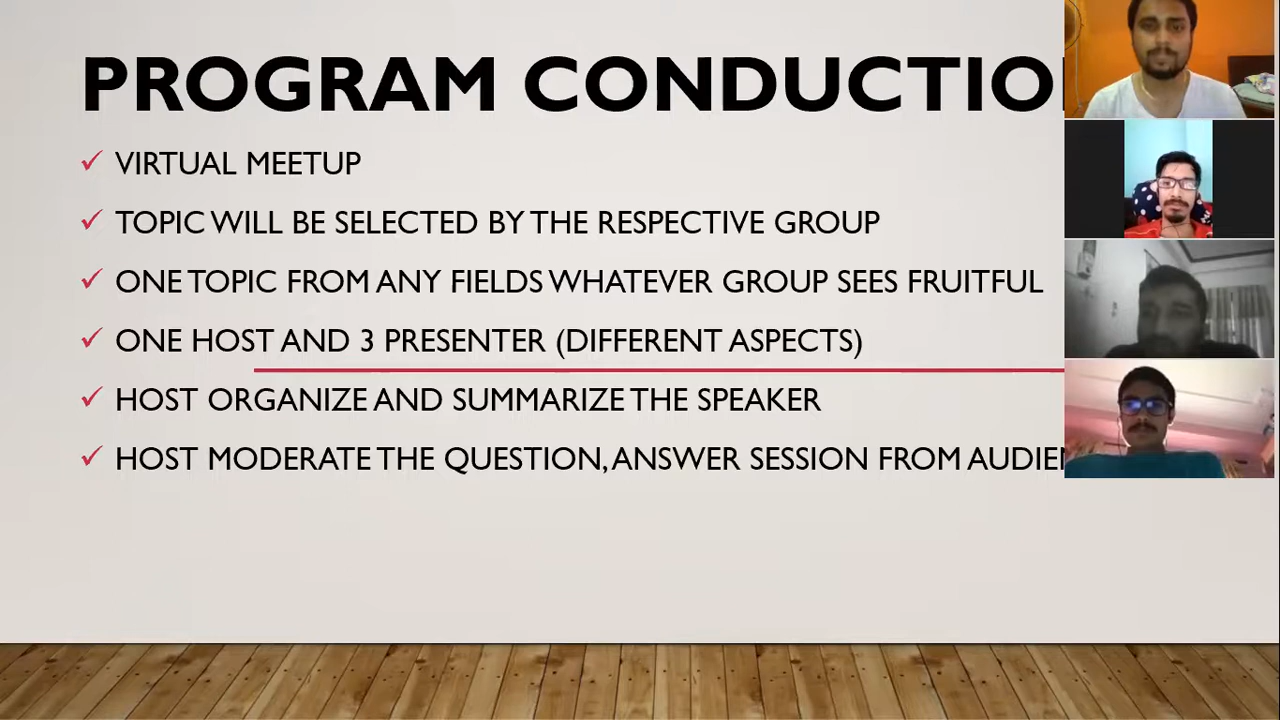 PROGRAM CONDUCTIO
VIRTUAL MEETUP
TOPIC WILL BE SELECTED BY THE RESPECTIVE GROUP
ONE TOPIC FROM ANY FIELDS WHATEVER GROUP SEES FRUITFUL
ONE HOST AND 3 PRESENTER (DIFFERENT ASPECTS)
HOST ORGANIZE AND SUMMARIZE THE SPEAKER
HOST MODERATE THE QUESTION, ANSWER SESSION FROM AUDIEN